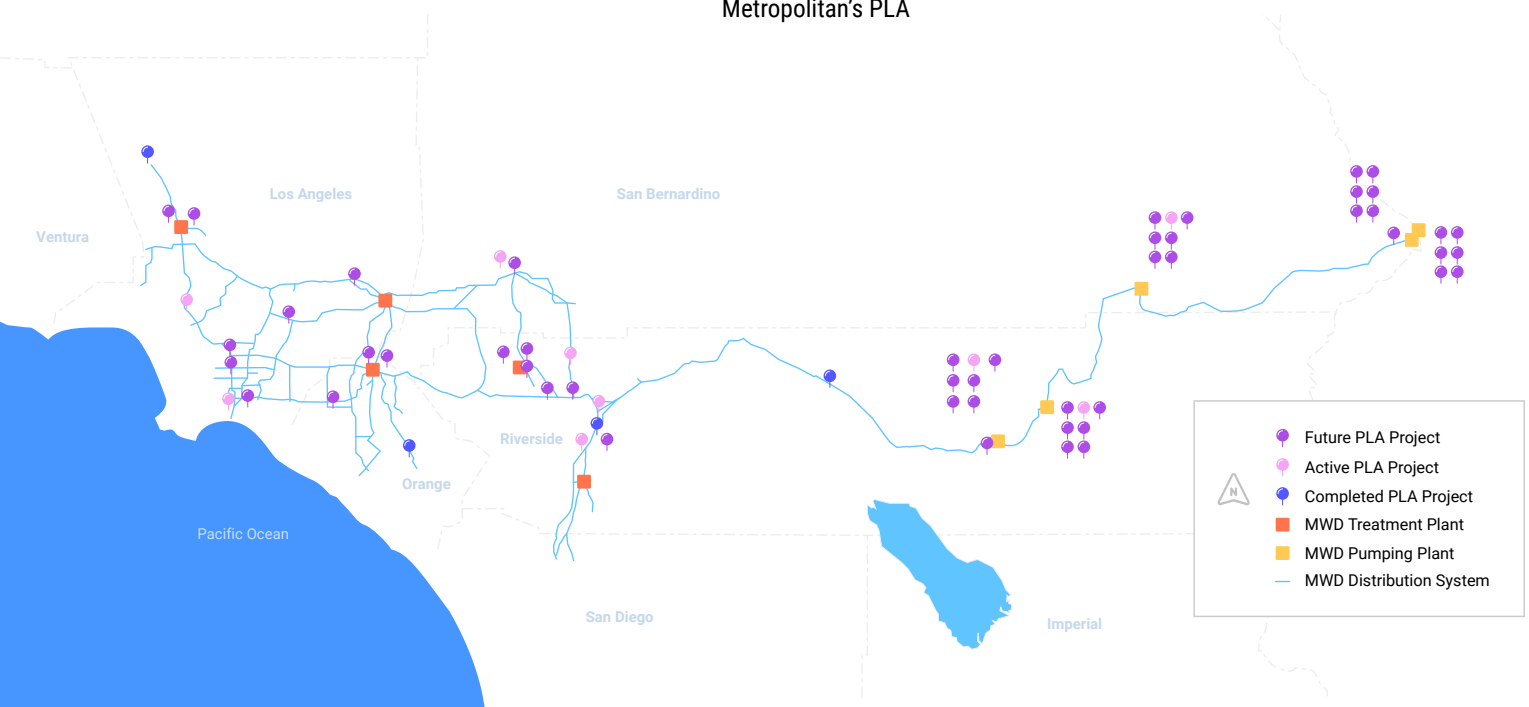 Metropolitan's PLA
Los Angeles
San Bernardino
Ventura
Riverside
Orange
Pacific Ocean
San Diego
Imperial
N
Future PLA Project
Active PLA Project
Completed PLA Project
MWD Treatment Plant
MWD Pumping Plant
MWD Distribution System